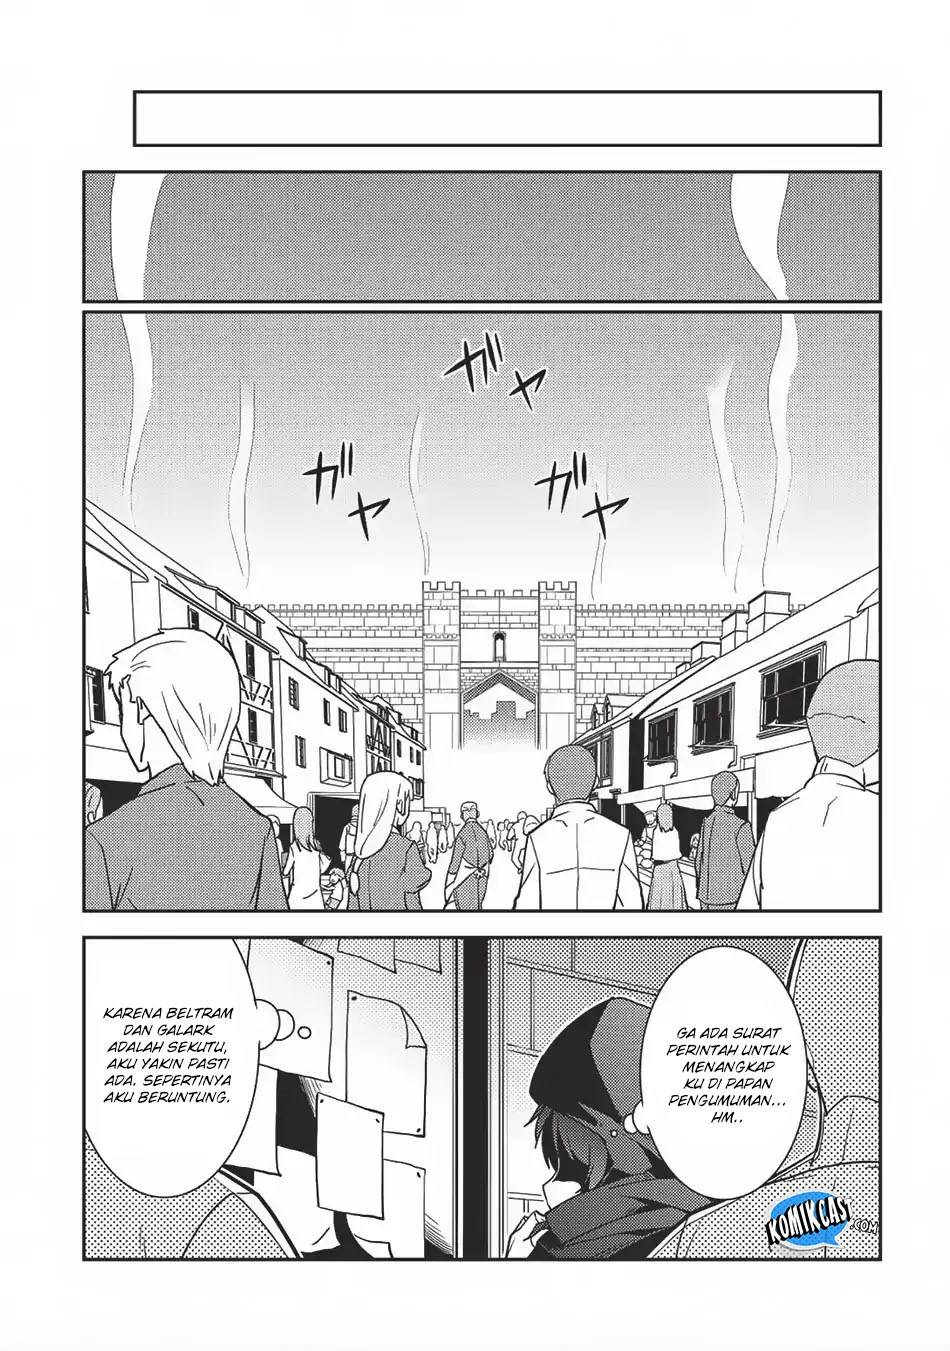 ガヤ
ガヤ
ガヤ
GA ADA SURAT
PERINTAH UNTUK
MENANGKAP
KU DI PAPAN
PENGUMUMAN...
HM..
KARENA BELTRAM
DAN GALARK
ADALAH SEKUTU,
AKU YAKIN PASTI
ADA. SEPERTINYA
AKU BERUNTUNG.
KOMIKCAST
.COM